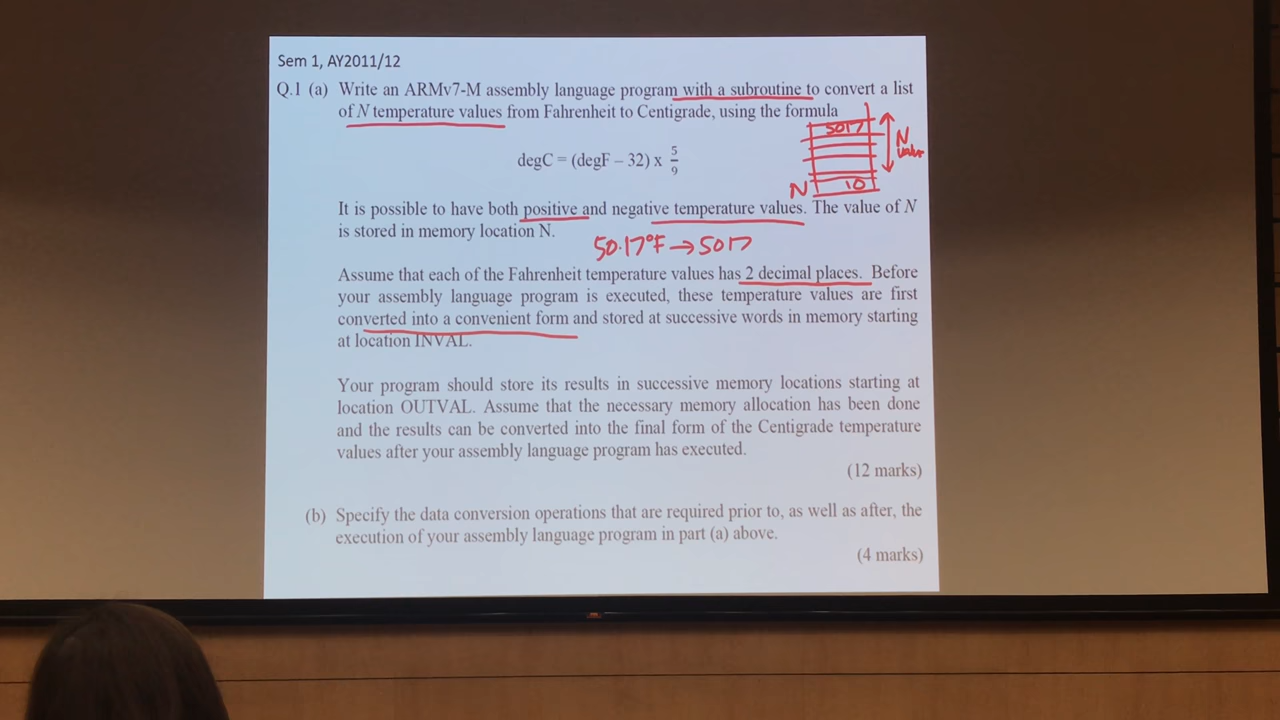 Sem 1, AY2011/12
Q.1 (a) Write an ARMv7-M assembly language program with a subroutine to convert a list
of N temperature values from Fahrenheit to Centigrade, using the formula
5017
N
value
degC = (degF – 32) x 5/9
N 10
It is possible to have both positive and negative temperature values. The value of N
is stored in memory location N.
50.17°F → 5017
Assume that each of the Fahrenheit temperature values has 2 decimal places. Before
your assembly language program is executed, these temperature values are first
converted into a convenient form and stored at successive words in memory starting
at location INVAL.
Your program should store its results in successive memory locations starting at
location OUTVAL. Assume that the necessary memory allocation has been done
and the results can be converted into the final form of the Centigrade temperature
values after your assembly language program has executed.
(12 marks)
(b) Specify the data conversion operations that are required prior to, as well as after, the
execution of your assembly language program in part (a) above.
(4 marks)